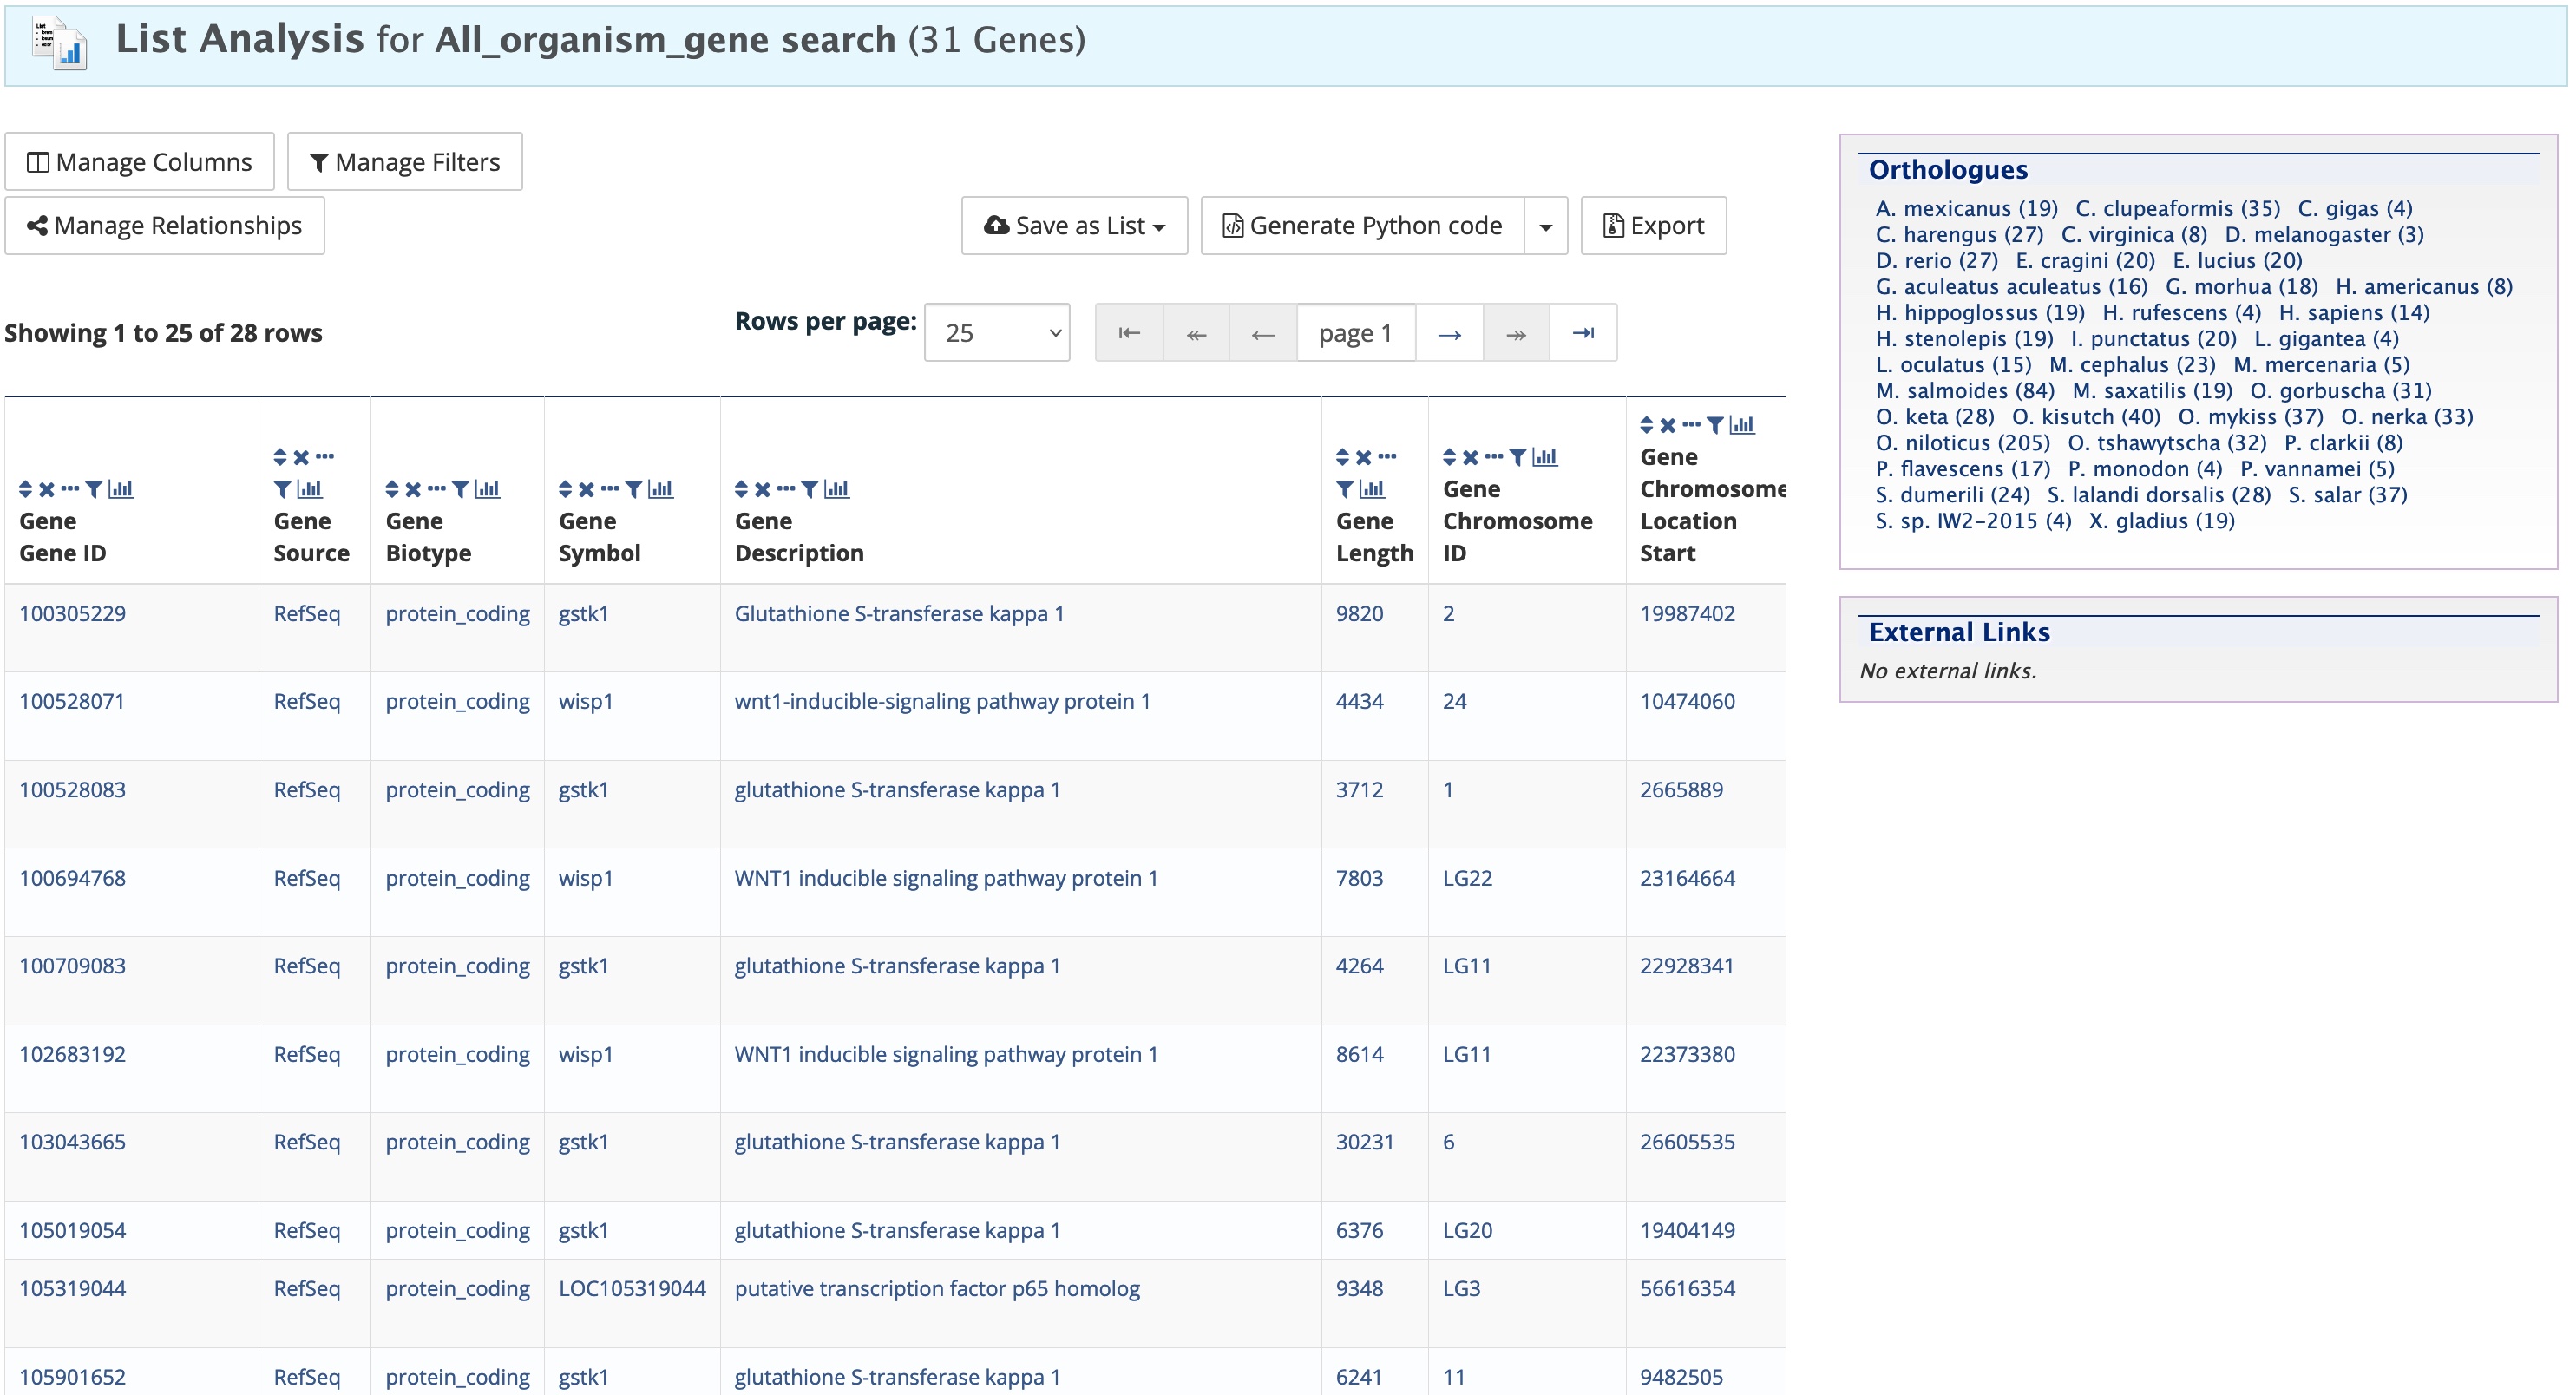 List Analysis for All_organism_gene search (31 Genes)
Manage Columns Manage Filters
Manage Relationships Save as List Generate Python code Export
Showing 1 to 25 of 28 rows Rows per page: 25 page 1
Gene Gene ID Gene Source Gene Biotype Gene Symbol Gene Description Gene Length Gene Chromosome ID Gene Chromosome Location Start
100305229 RefSeq protein_coding gstk1 Glutathione S-transferase kappa 1 9820 2 19987402
100528071 RefSeq protein_coding wisp1 wnt1-inducible-signaling pathway protein 1 4434 24 10474060
100528083 RefSeq protein_coding gstk1 glutathione S-transferase kappa 1 3712 1 2665889
100694768 RefSeq protein_coding wisp1 WNT1 inducible signaling pathway protein 1 7803 LG22 23164664
100709083 RefSeq protein_coding gstk1 glutathione S-transferase kappa 1 4264 LG11 22928341
102683192 RefSeq protein_coding wisp1 WNT1 inducible signaling pathway protein 1 8614 LG11 22373380
103043665 RefSeq protein_coding gstk1 glutathione S-transferase kappa 1 30231 6 26605535
105019054 RefSeq protein_coding gstk1 glutathione S-transferase kappa 1 6376 LG20 19404149
105319044 RefSeq protein_coding LOC105319044 putative transcription factor p65 homolog 9348 LG3 56616354
105901652 RefSeq protein_coding gstk1 glutathione S-transferase kappa 1 6241 11 9482505
Orthologues
A. mexicanus (19) C. clupeaformis (35) C. gigas (4)
C. harengus (27) C. virginica (8) D. melanogaster (3)
D. rerio (27) E. cragini (20) E. lucius (20)
G. aculeatus aculeatus (16) G. morhua (18) H. americanus (8)
H. hippoglossus (19) H. rufescens (4) H. sapiens (14)
H. stenolepis (19) I. punctatus (20) L. gigantea (4)
L. oculatus (15) M. cephalus (23) M. mercenaria (5)
M. salmoides (84) M. saxatilis (19) O. gorbuscha (31)
O. keta (28) O. kisutch (40) O. mykiss (37) O. nerka (33)
O. niloticus (205) O. tshawytscha (32) P. clarkii (8)
P. flavescens (17) P. monodon (4) P. vannamei (5)
S. dumerili (24) S. lalandi dorsalis (28) S. salar (37)
S. sp. IW2-2015 (4) X. gladius (19)
External Links
No external links.